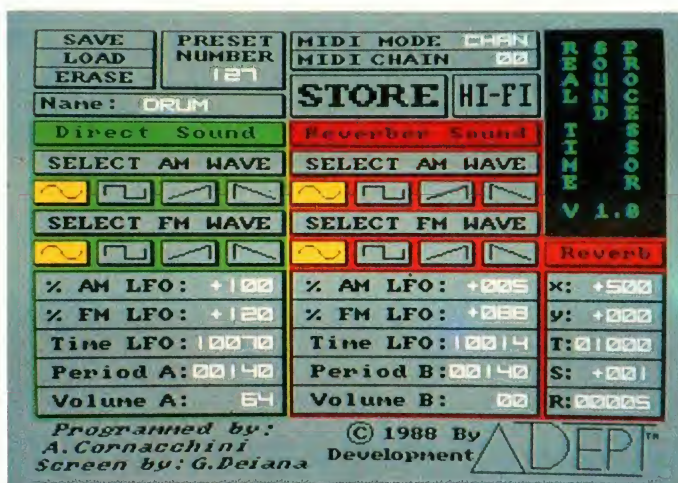 SAVE
LOAD
ERASE
PRESET
NUMBER
127
MIDI MODE CHAN
MIDI CHAIN 00
Name: DRUM
STORE
HI-FI
REAL TIME
SOUND
PROCESSOR
V 1.0
Direct Sound
SELECT AM WAVE
SELECT FM WAVE
% AM LFO: +100
% FM LFO: +120
Time LFO: 10070
Period A: 00140
Volume A: 64
Reverber Sound
SELECT AM WAVE
SELECT FM WAVE
% AM LFO: +005
% FM LFO: +088
Time LFO: 10014
Period B: 00140
Volume B: 00
Reverb
x: +500
y: +000
T: 01000
S: +001
R: 00005
Programmed by:
A.Cornacchini
Screen by: G.Deiana
© 1988 By
Development
ADEPT™